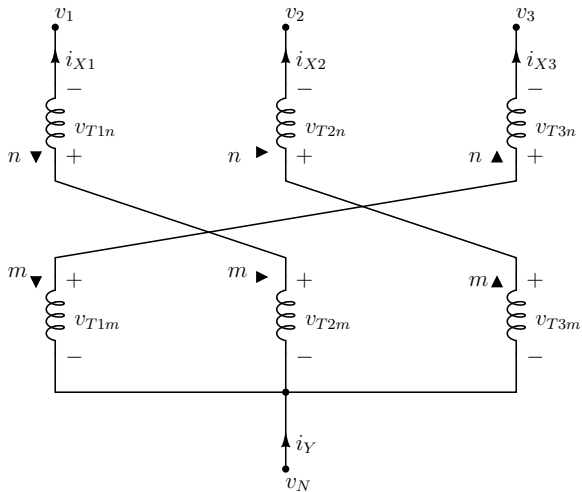 v1 v2 v3
iX1 iX2 iX3
− − −
vT1n vT2n vT3n
n + n + n +
m + m + m +
vT1m vT2m vT3m
− − −
iY
vN